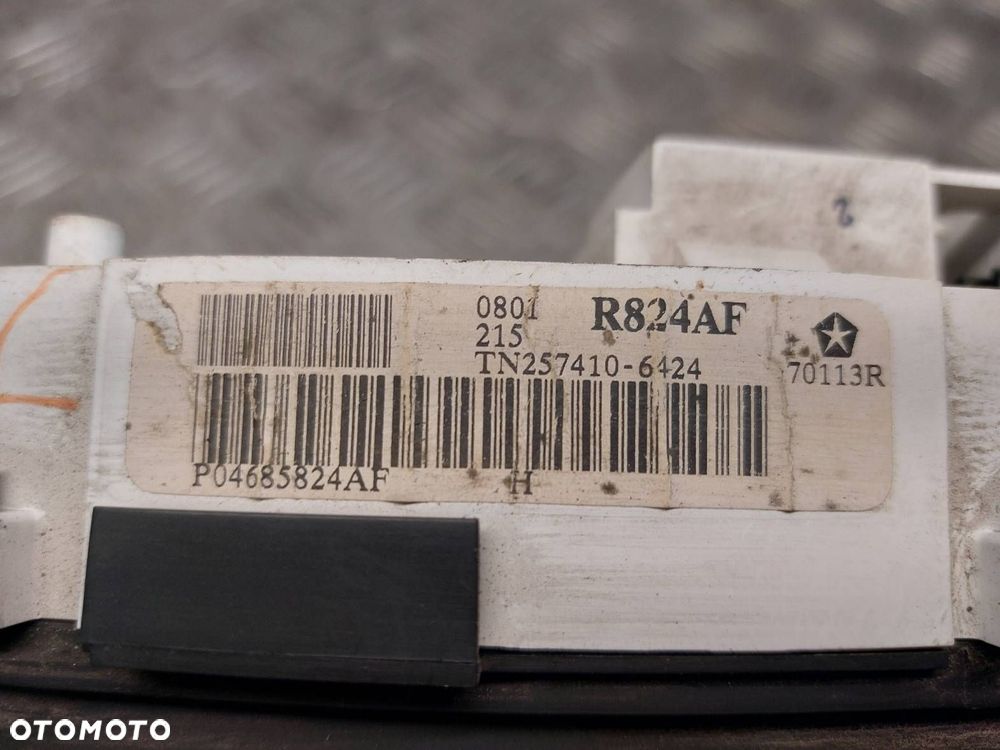 2
0801 R824AF
215
TN257410-6424
70113R
P04685824AF H
OTOMOTO